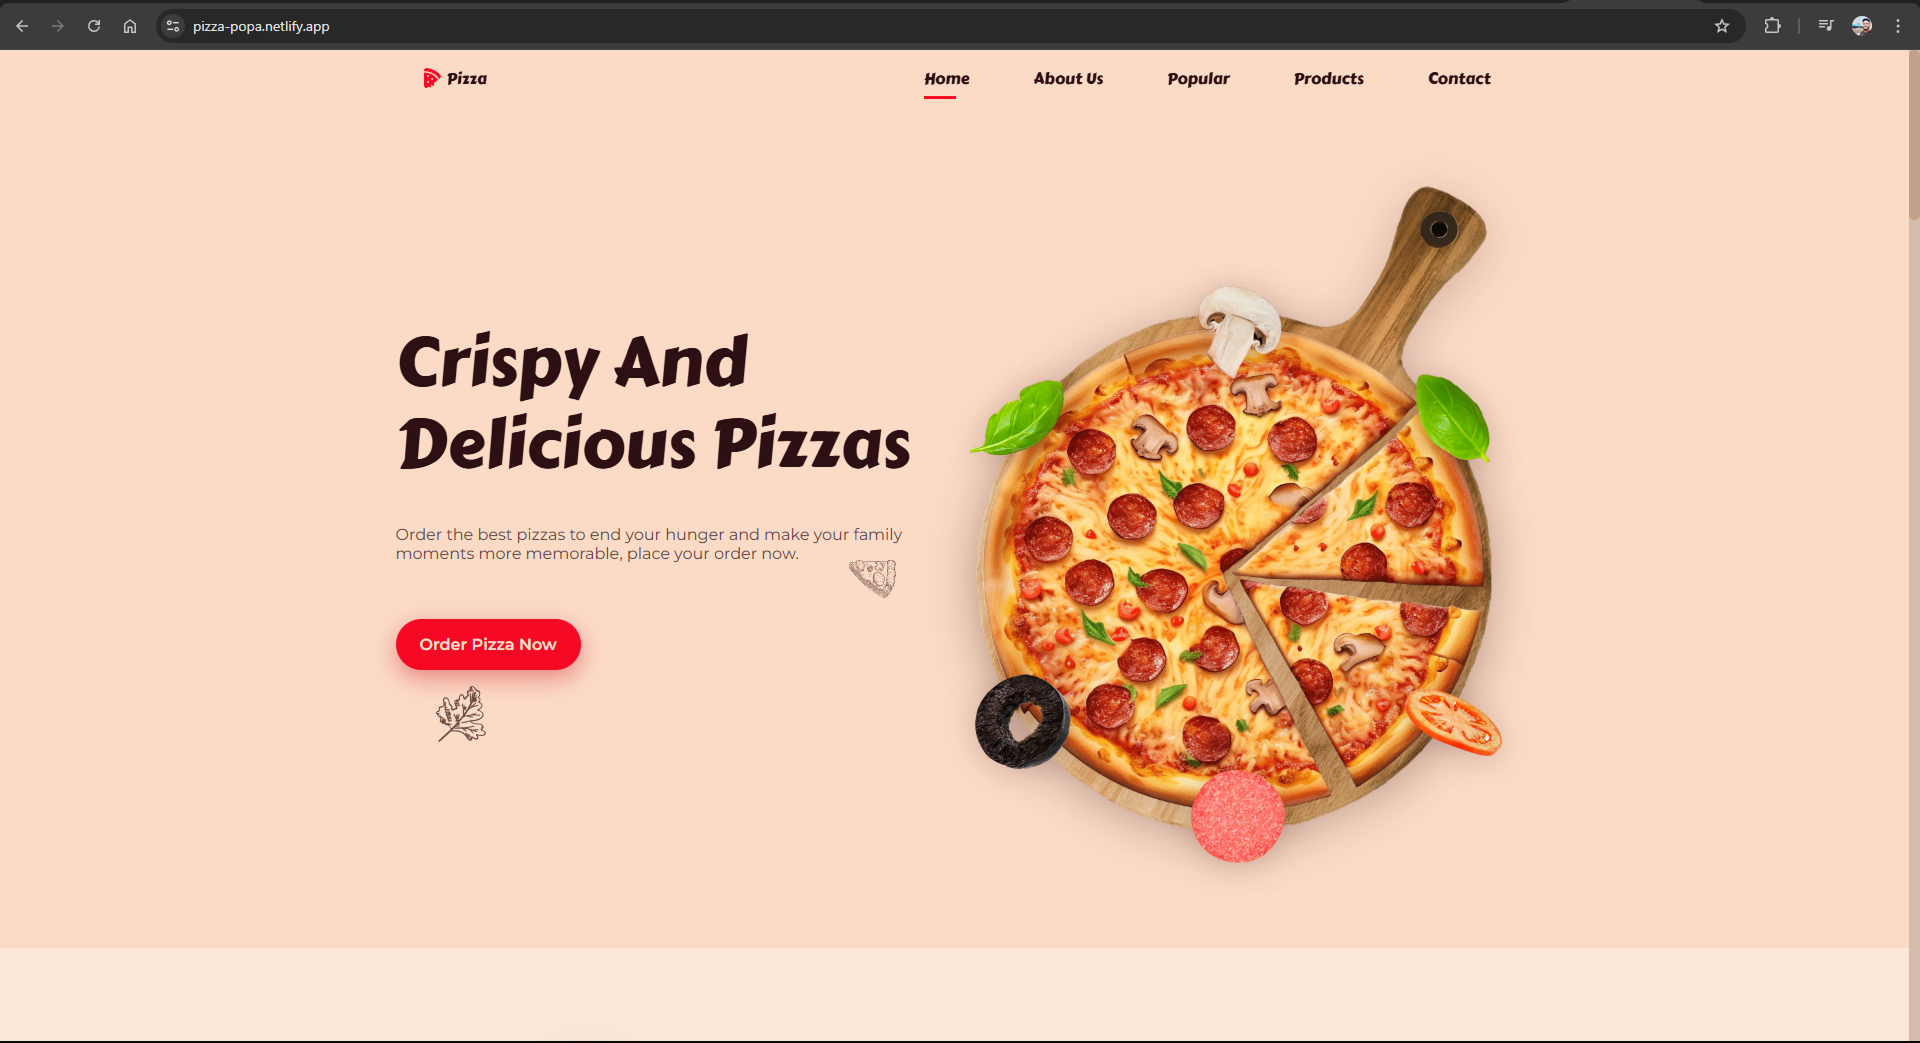 pizza-popa.netlify.app
Pizza
Home
About Us
Popular
Products
Contact
Crispy And
Delicious Pizzas
Order the best pizzas to end your hunger and make your family
moments more memorable, place your order now.
Order Pizza Now